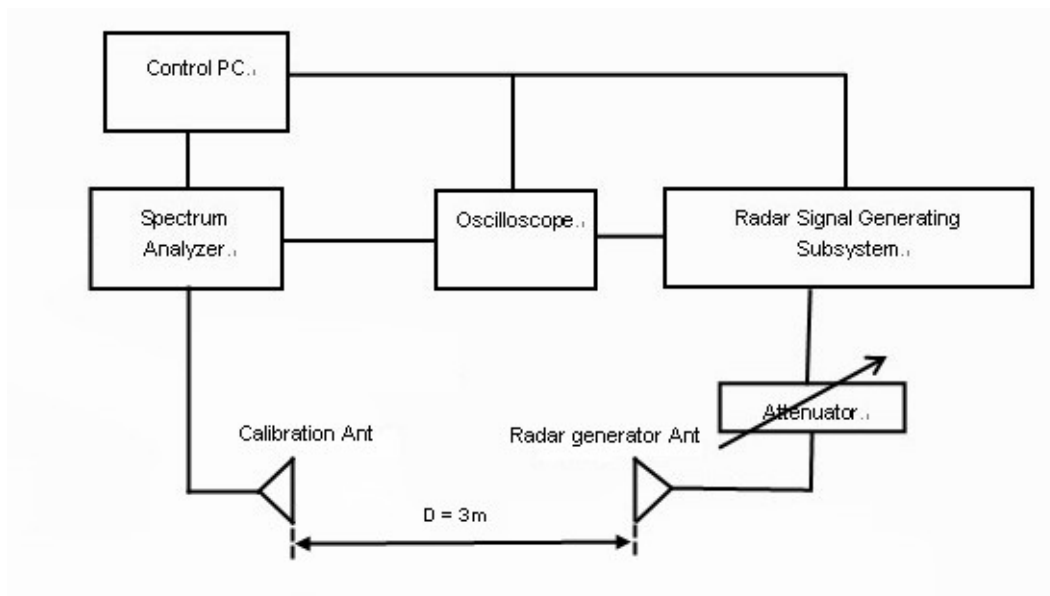 Control PC.
Spectrum
Analyzer.
Oscilloscope.
Radar Signal Generating
Subsystem.
Attenuator.
Calibration Ant
Radar generator Ant
D = 3m